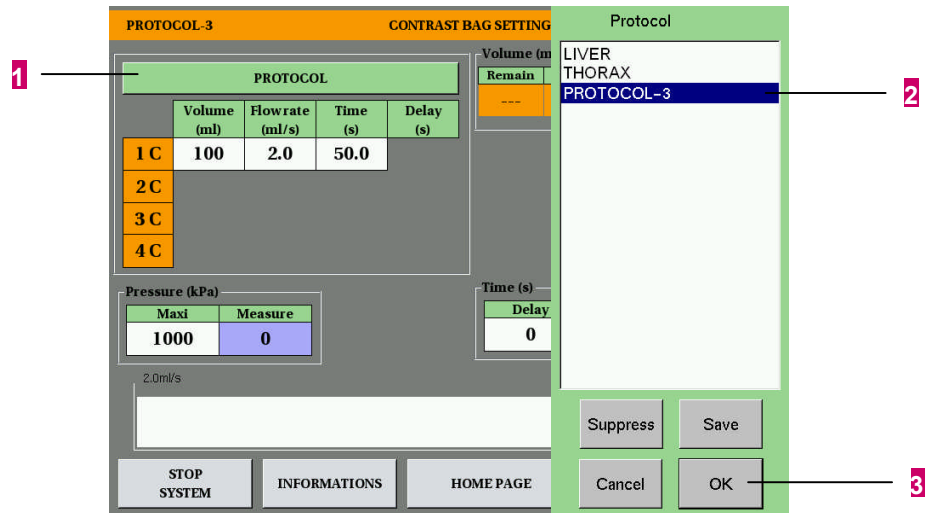 PROTOCOL-3
CONTRAST BAG SETTING
Protocol
1
PROTOCOL
Volume (m
Remain
---
LIVER
THORAX
PROTOCOL-3
2
Volume (ml)
Flow rate (ml/s)
Time (s)
Delay (s)
1 C 100 2.0 50.0
2 C
3 C
4 C
Pressure (kPa)
Maxi Measure
1000 0
Time (s)
Delay
0
2.0ml/s
Suppress Save
STOP SYSTEM
INFORMATIONS
HOME PAGE
Cancel OK
3